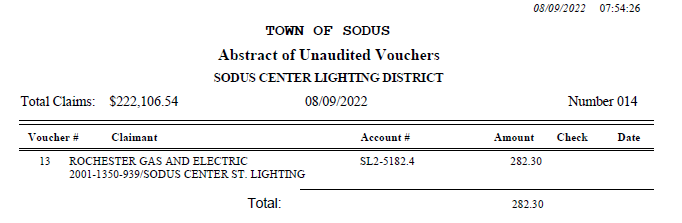 08/09/2022 07:54:26
TOWN OF SODUS
Abstract of Unaudited Vouchers
SODUS CENTER LIGHTING DISTRICT
Total Claims: $222,106.54 08/09/2022 Number 014
Voucher # Claimant Account # Amount Check Date
13 ROCHESTER GAS AND ELECTRIC SL2-5182.4 282.30
2001-1350-939/SODUS CENTER ST. LIGHTING
Total: 282.30